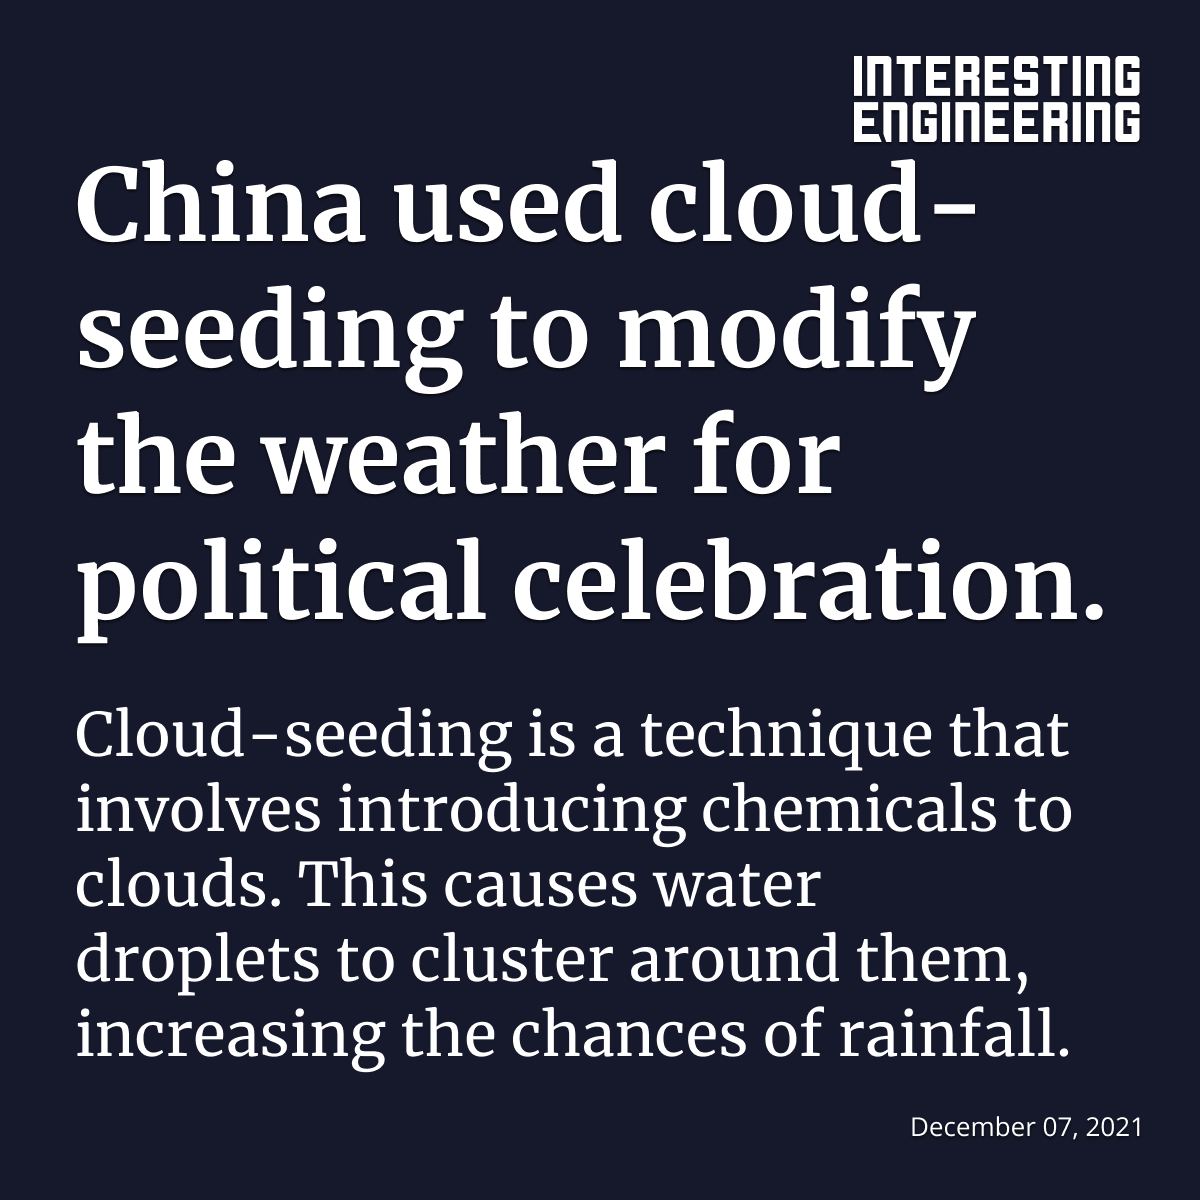 INTERESTING
ENGINEERING
China used cloud-
seeding to modify
the weather for
political celebration.
Cloud-seeding is a technique that
involves introducing chemicals to
clouds. This causes water
droplets to cluster around them,
increasing the chances of rainfall.
December 07, 2021